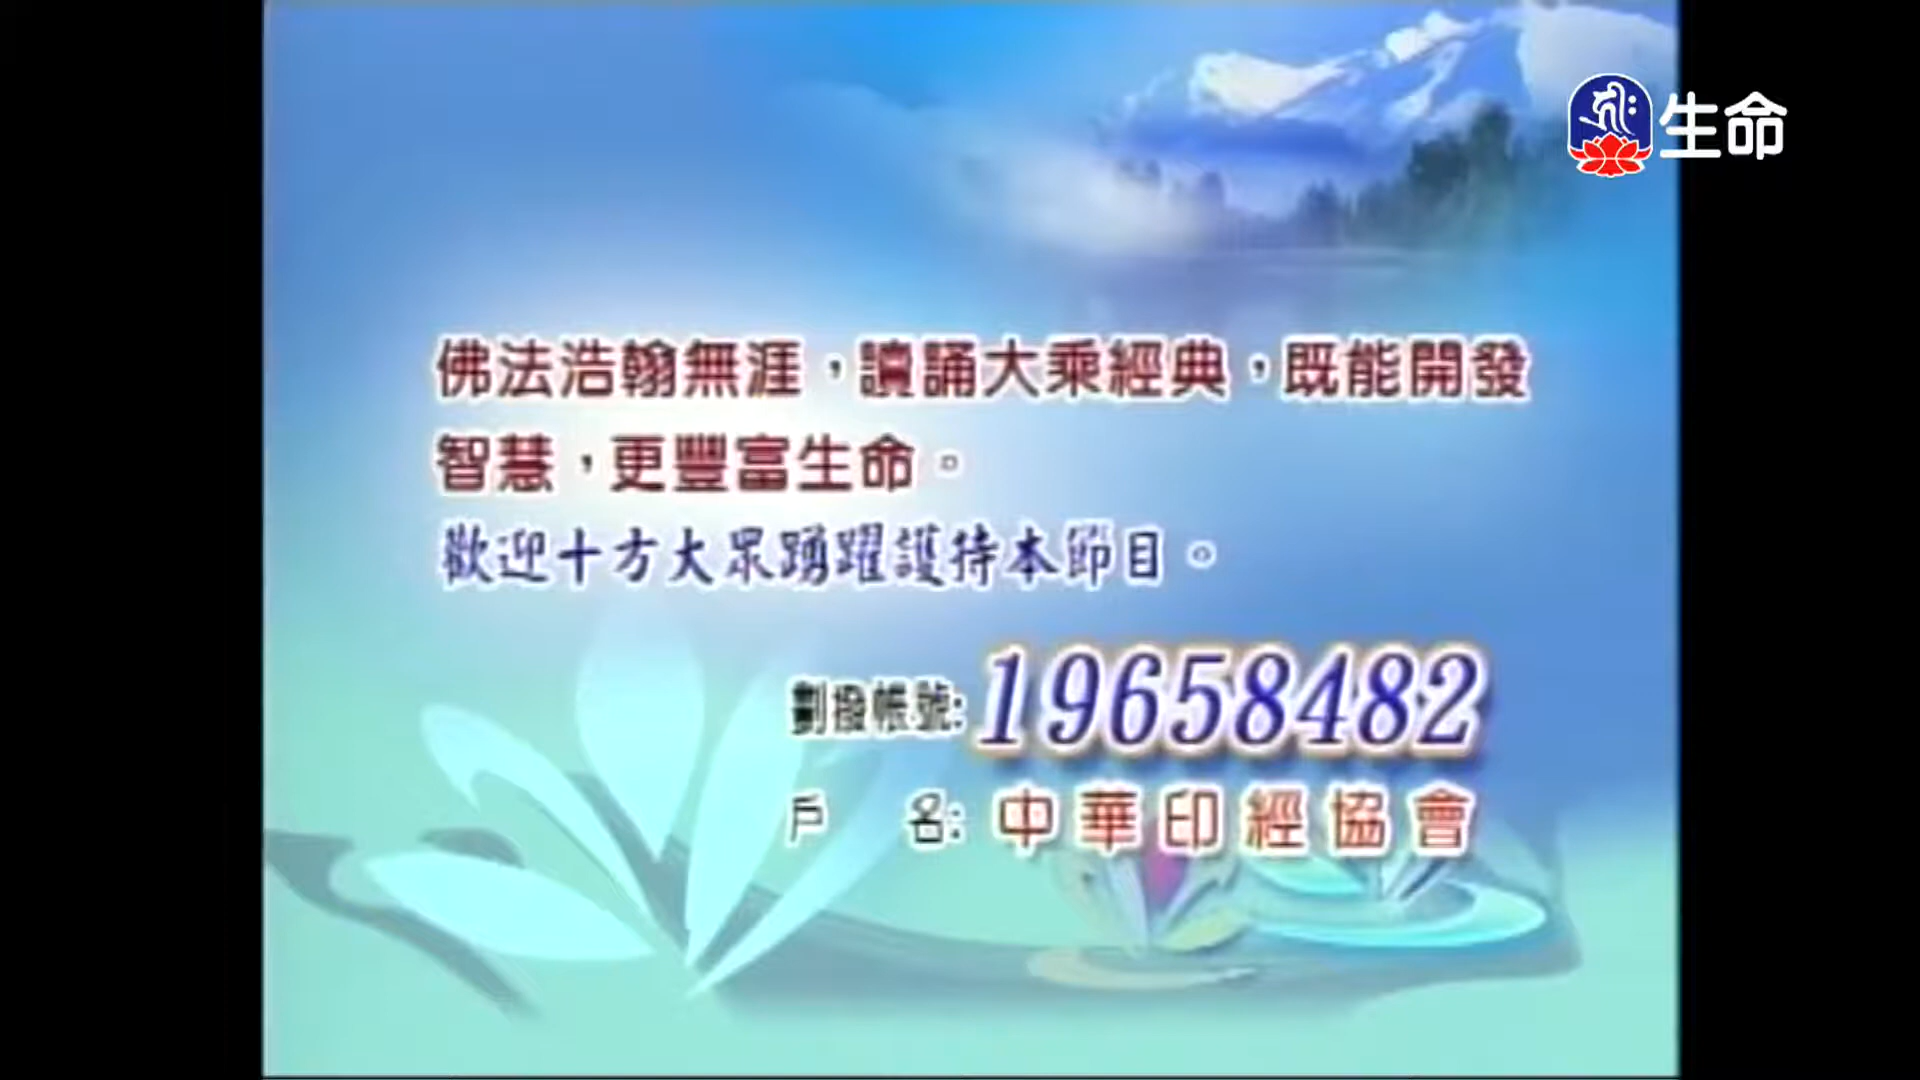 生命
佛法浩翰無涯，讀誦大乘經典，既能開發
智慧，更豐富生命。
歡迎十方大眾踴躍護持本節目。
劃撥帳號:19658482
戶名:中華印經協會